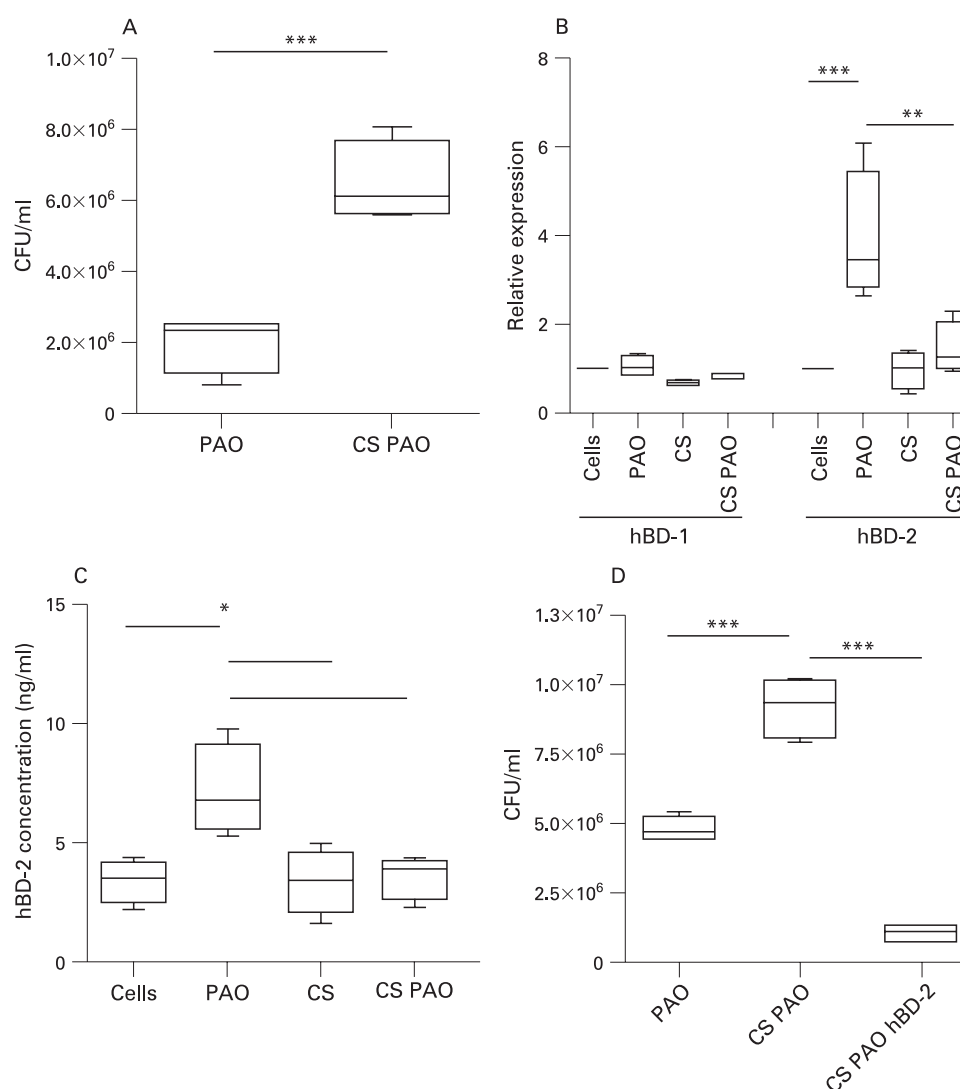 A
***
1.0×10⁷
8.0×10⁶
6.0×10⁶
4.0×10⁶
2.0×10⁶
0
CFU/ml
PAO
CS PAO
B
8
6
4
2
0
Relative expression
***
**
Cells
PAO
CS
CS PAO
Cells
PAO
CS
CS PAO
hBD-1
hBD-2
C
15
10
5
0
hBD-2 concentration (ng/ml)
*
Cells
PAO
CS
CS PAO
D
1.3×10⁷
1.0×10⁷
7.5×10⁶
5.0×10⁶
2.5×10⁶
0
CFU/ml
***
***
PAO
CS PAO
CS PAO hBD-2